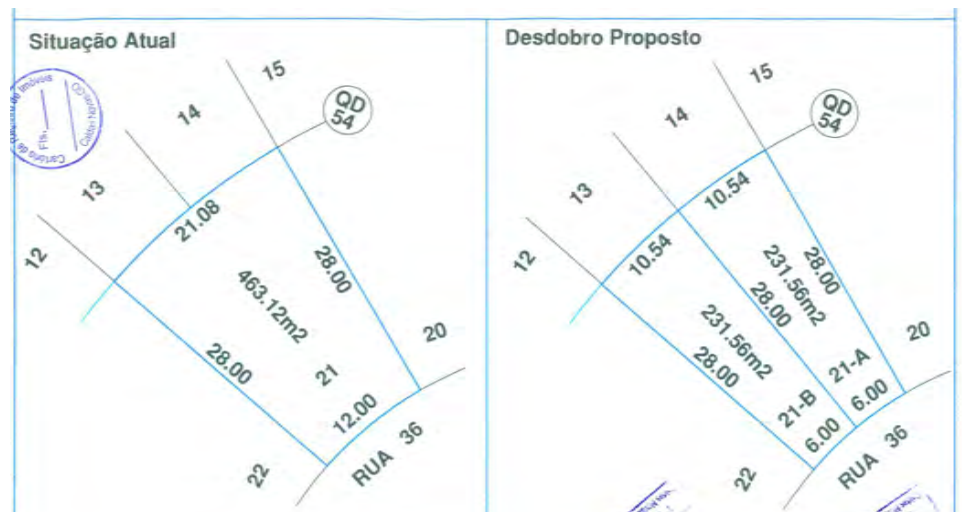 Situação Atual
15
QD
54
14
13
12
21.08
28.00
463.12m2
28.00
20
21
12.00
RUA 36
22
Fls.
Desdobro Proposto
15
QD
54
14
13
12
10.54
10.54
28.00
231.56m2
28.00
231.56m2
28.00
20
21-A
21-B
6.00
6.00
RUA 36
22